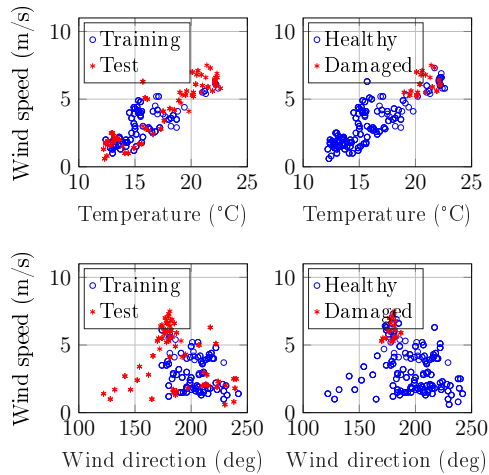 Wind speed (m/s)
10
5
0
Training
Test
10 15 20 25
Temperature (°C)
10
5
0
Healthy
Damaged
10 15 20 25
Temperature (°C)
Wind speed (m/s)
10
5
0
Training
Test
100 150 200 250
Wind direction (deg)
10
5
0
Healthy
Damaged
100 150 200 250
Wind direction (deg)